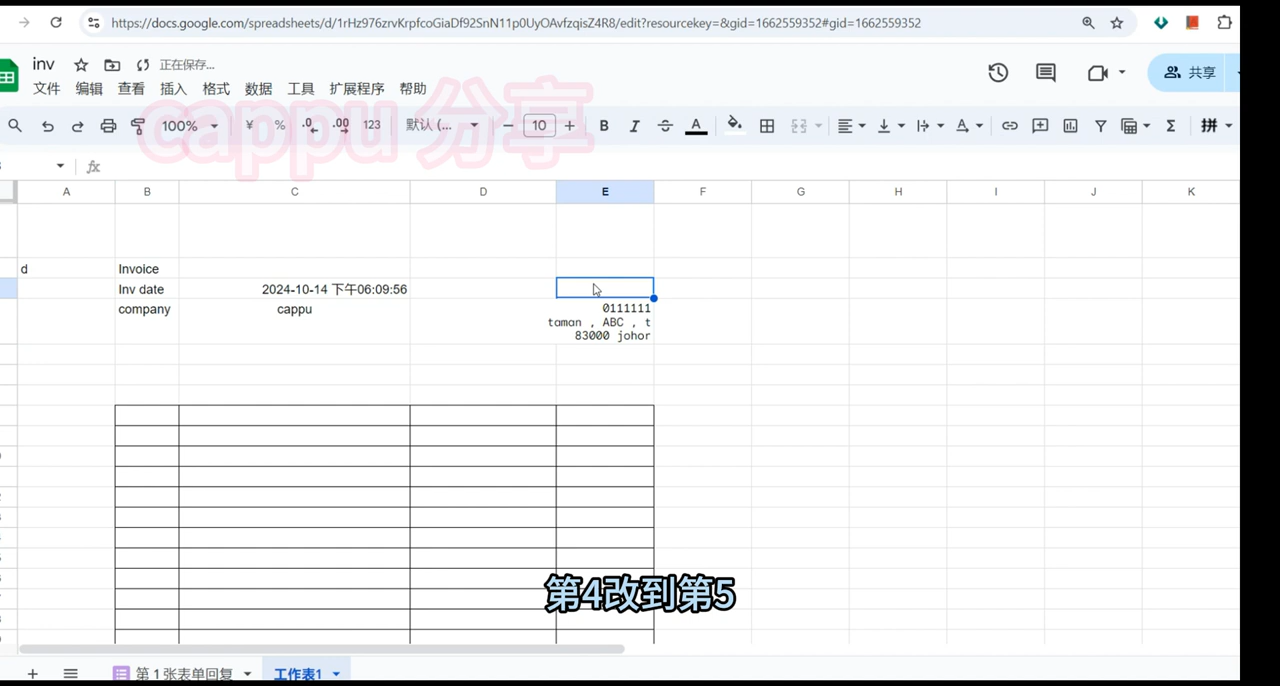 https://docs.google.com/spreadsheets/d/1rHz976zrvKrpfcoGiaDf92SnN11p0UyOAvfzqisZ4R8/edit?resourcekey=&gid=1662559352#gid=1662559352
inv 正在保存...
文件 编辑 查看 插入 格式 数据 工具 扩展程序 帮助
共享
cappu 分享
100% ¥ % .0 .00 123 默认 (... 10 B I A Σ 拼
fx
A B C D E F G H I J K
d Invoice
Inv date 2024-10-14 下午06:09:56
company cappu 0111111
taman , ABC , t
83000 johor
第4改到第5
第 1 张表单回复 工作表1